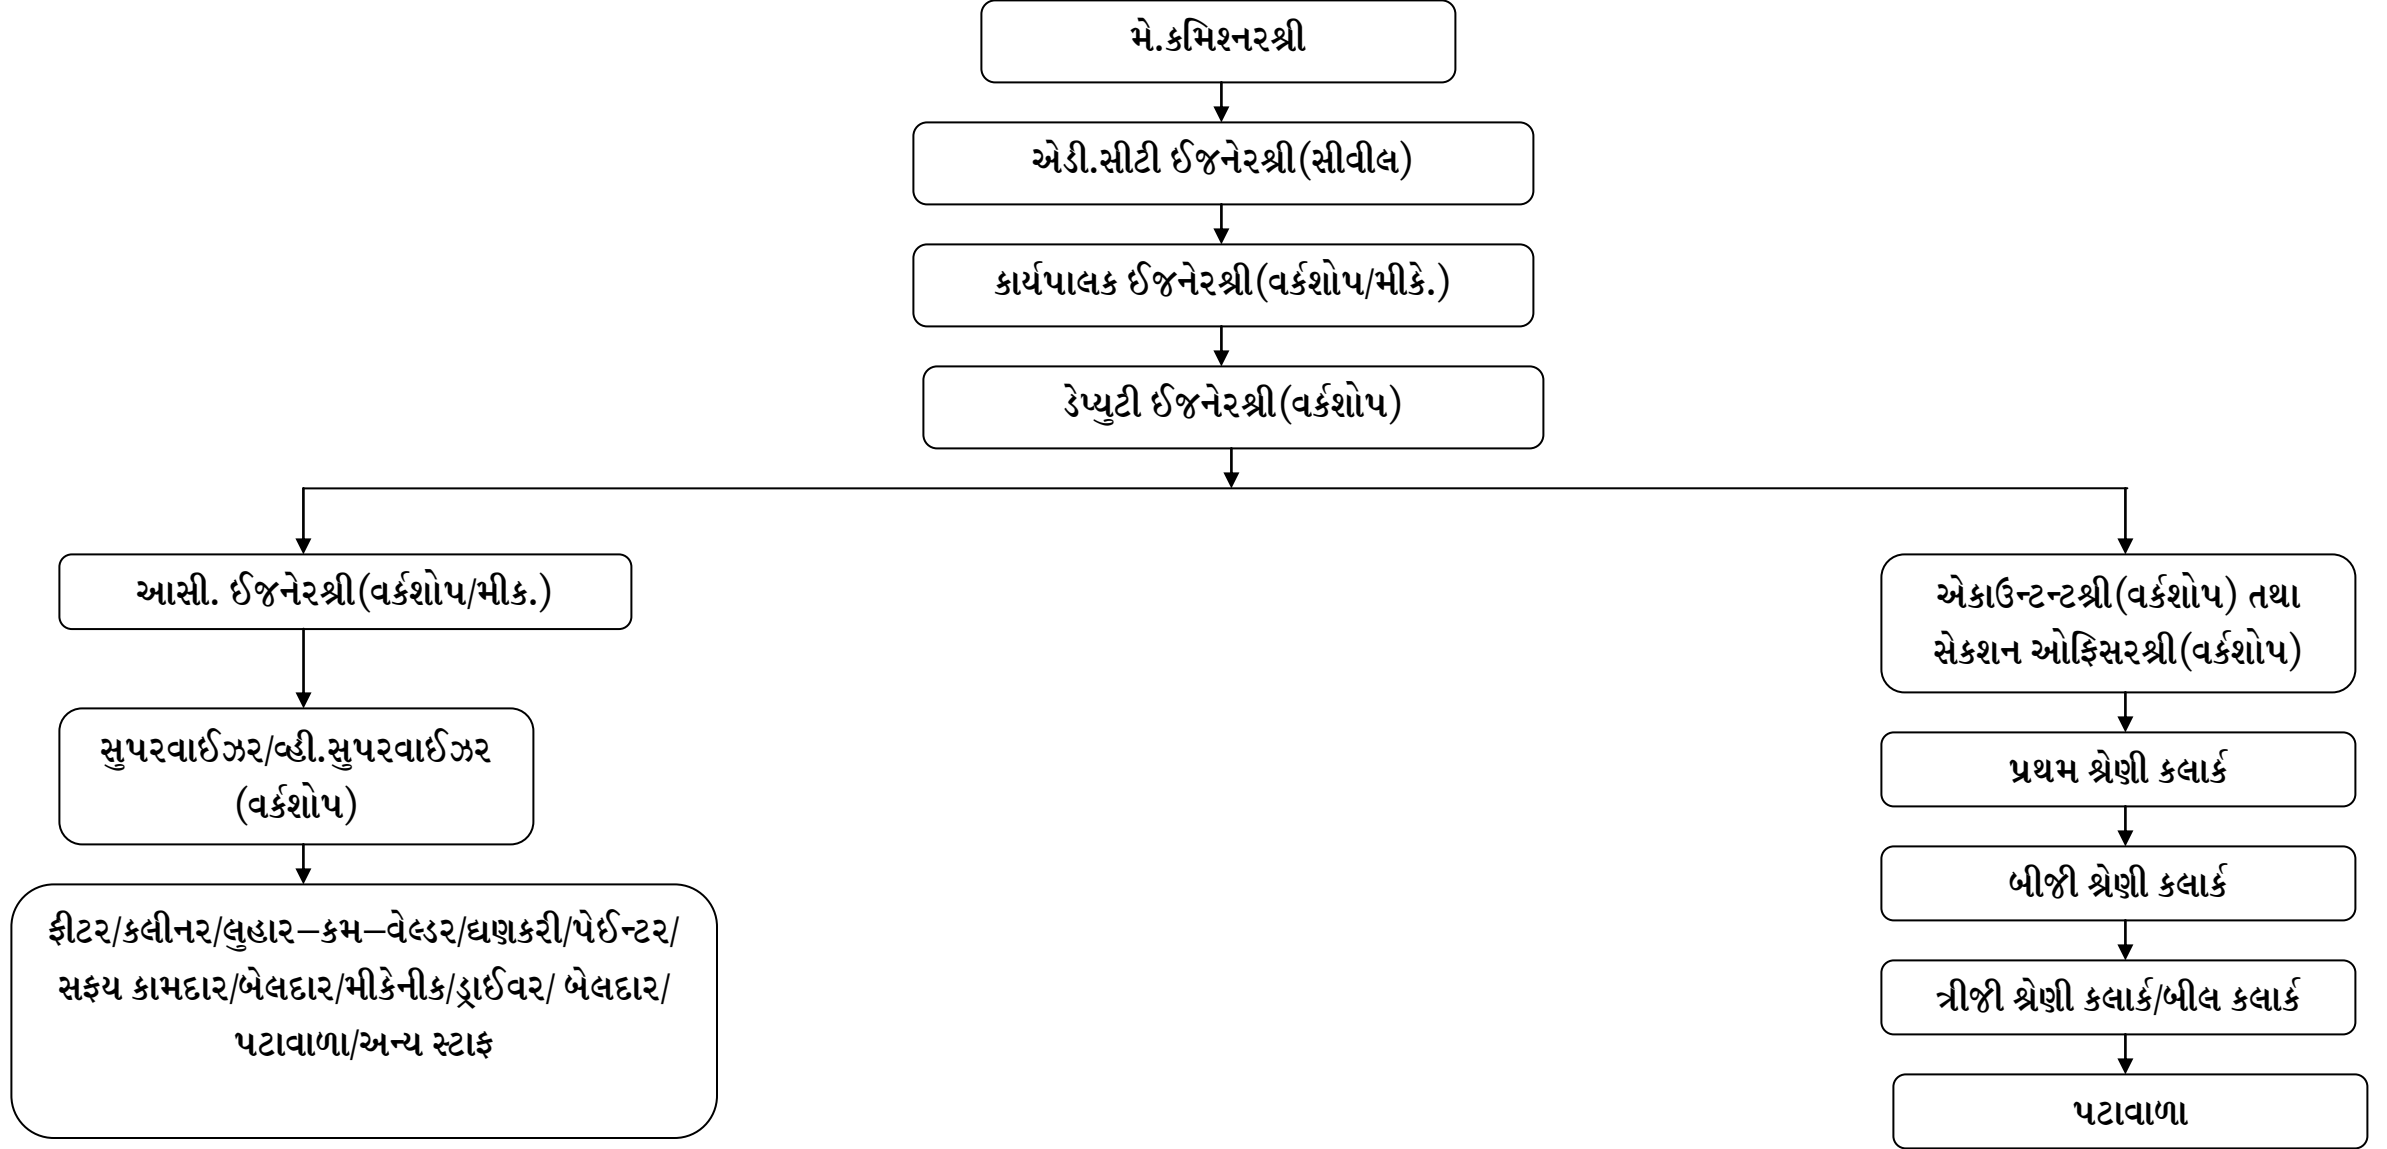 મે.કમિશ્નરશ્રી
એડી.સીટી ઈજનેરશ્રી(સીવીલ)
કાર્યપાલક ઈજનેરશ્રી(વર્કશોપ/મીકે.)
ડેપ્યુટી ઈજનેરશ્રી(વર્કશોપ)
આસી. ઈજનેરશ્રી(વર્કશોપ/મીક.)
સુપરવાઈઝર/વ્હી.સુપરવાઈઝર
(વર્કશોપ)
ફીટર/કલીનર/લુહાર–કમ–વેલ્ડર/ઘણકરી/પેઈન્ટર/
સફય કામદાર/બેલદાર/મીકેનીક/ડ્રાઈવર/ બેલદાર/
પટાવાળા/અન્ય સ્ટાફ
એકાઉન્ટન્ટશ્રી(વર્કશોપ) તથા
સેકશન ઓફિસરશ્રી(વર્કશોપ)
પ્રથમ શ્રેણી કલાર્ક
બીજી શ્રેણી કલાર્ક
ત્રીજી શ્રેણી કલાર્ક/બીલ કલાર્ક
પટાવાળા